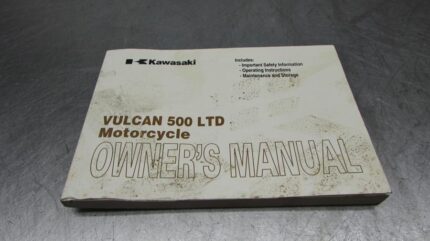 Kawasaki
Includes:
- Important Safety Information
- Operating Instructions
- Maintenance and Storage
VULCAN 500 LTD
Motorcycle
OWNER'S MANUAL